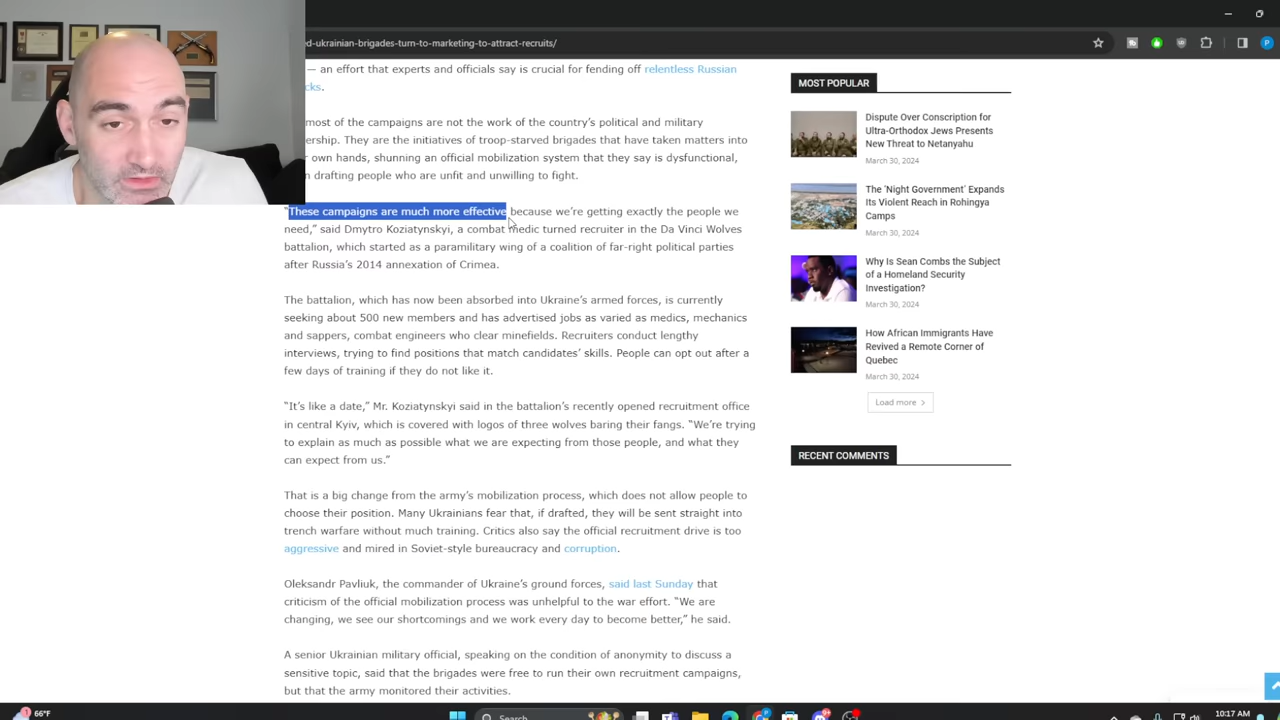 ed-ukrainian-brigades-turn-to-marketing-to-attract-recruits/
— an effort that experts and officials say is crucial for fending off relentless Russian
cks.
most of the campaigns are not the work of the country's political and military
ership. They are the initiatives of troop-starved brigades that have taken matters into
own hands, shunning an official mobilization system that they say is dysfunctional,
drafting people who are unfit and unwilling to fight.
“These campaigns are much more effective because we're getting exactly the people we
need,” said Dmytro Koziatynskyi, a combat medic turned recruiter in the Da Vinci Wolves
battalion, which started as a paramilitary wing of a coalition of far-right political parties
after Russia's 2014 annexation of Crimea.
The battalion, which has now been absorbed into Ukraine's armed forces, is currently
seeking about 500 new members and has advertised jobs as varied as medics, mechanics
and sappers, combat engineers who clear minefields. Recruiters conduct lengthy
interviews, trying to find positions that match candidates' skills. People can opt out after a
few days of training if they do not like it.
“It's like a date,” Mr. Koziatynskyi said in the battalion's recently opened recruitment office
in central Kyiv, which is covered with logos of three wolves baring their fangs. “We're trying
to explain as much as possible what we are expecting from those people, and what they
can expect from us.”
That is a big change from the army's mobilization process, which does not allow people to
choose their position. Many Ukrainians fear that, if drafted, they will be sent straight into
trench warfare without much training. Critics also say the official recruitment drive is too
aggressive and mired in Soviet-style bureaucracy and corruption.
Oleksandr Pavliuk, the commander of Ukraine's ground forces, said last Sunday that
criticism of the official mobilization process was unhelpful to the war effort. “We are
changing, we see our shortcomings and we work every day to become better,” he said.
A senior Ukrainian military official, speaking on the condition of anonymity to discuss a
sensitive topic, said that the brigades were free to run their own recruitment campaigns,
but that the army monitored their activities.
MOST POPULAR
Dispute Over Conscription for
Ultra-Orthodox Jews Presents
New Threat to Netanyahu
March 30, 2024
The 'Night Government' Expands
Its Violent Reach in Rohingya
Camps
March 30, 2024
Why Is Sean Combs the Subject
of a Homeland Security
Investigation?
March 30, 2024
How African Immigrants Have
Revived a Remote Corner of
Quebec
March 30, 2024
Load more
RECENT COMMENTS
66°F
Search
10:17 AM